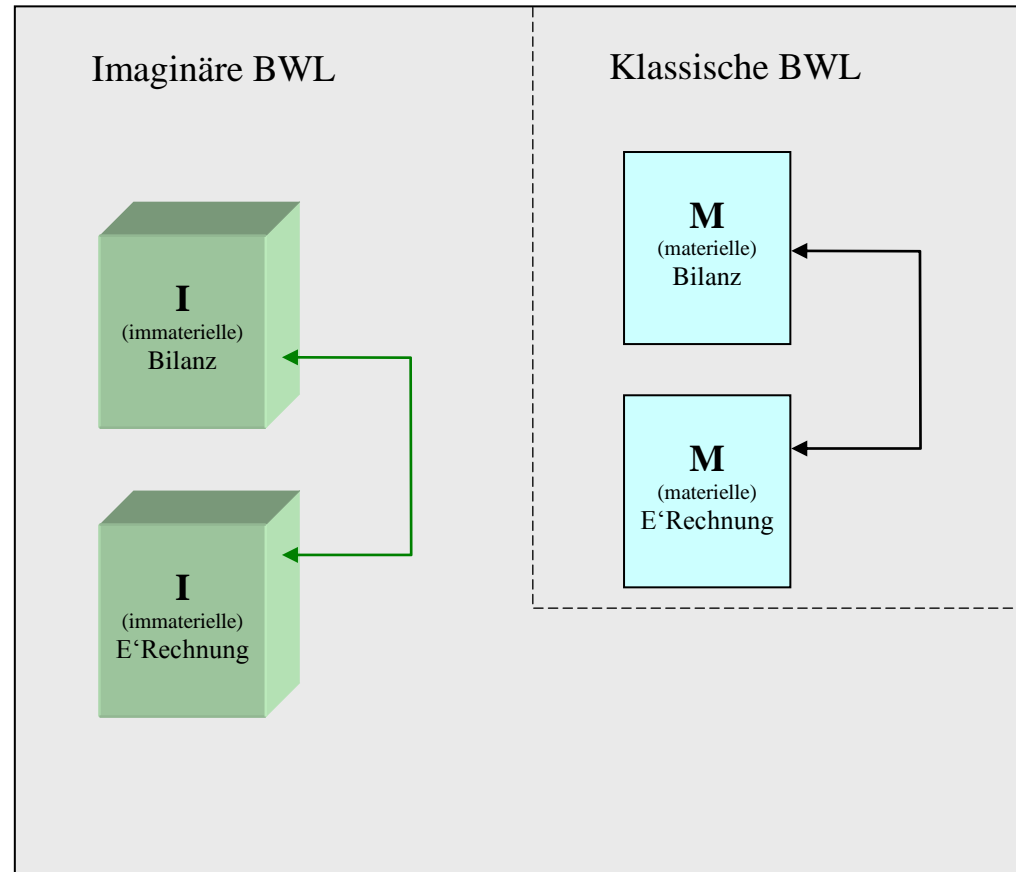 Imaginäre BWL
I
(immaterielle)
Bilanz
I
(immaterielle)
E‘Rechnung
Klassische BWL
M
(materielle)
Bilanz
M
(materielle)
E‘Rechnung